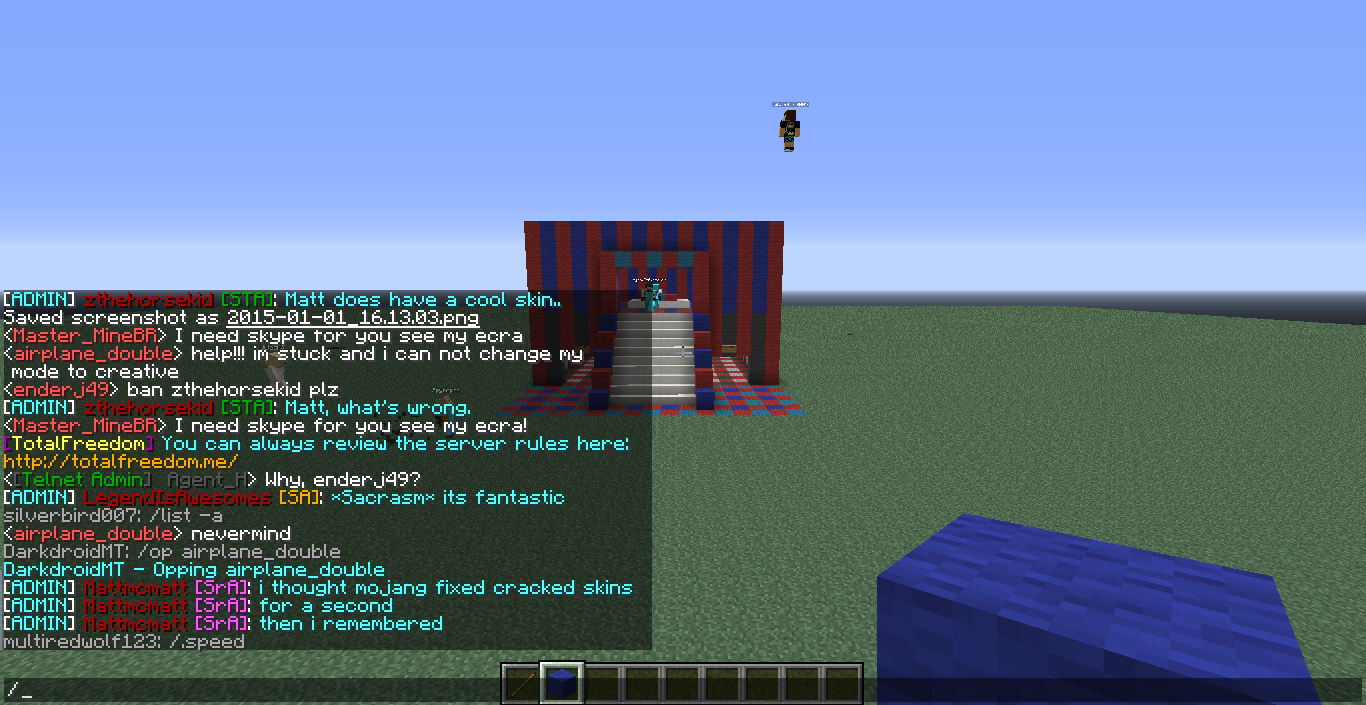 [ADMIN] zthehorsekid [STA]: Matt does have a cool skin..
Saved screenshot as 2015-01-01_16.13.03.png
<Master_MineBR> I need skype for you see my ecra
<airplane_double> help!!! im stuck and i can not change my
mode to creative
<ender.j49> ban zthehorsekid plz
[ADMIN] zthehorsekid [STA]: Matt, what's wrong.
<Master_MineBR> I need skype for you see my ecra!
[TotalFreedom] You can always review the server rules here:
http://totalfreedom.me/
<[Telnet Admin] Agent_H> Why, ender.j49?
[ADMIN] LegendIsAwesomes [SA]: *Sacrasm* its fantastic
silverbird007: /list -a
<airplane_double> nevermind
DarkdroidMT: /op airplane_double
DarkdroidMT - Opping airplane_double
[ADMIN] Mattmcmatt [SrA]: i thought mojang fixed cracked skins
[ADMIN] Mattmcmatt [SrA]: for a second
[ADMIN] Mattmcmatt [SrA]: then i remembered
multiredwolf123: /.speed
/_